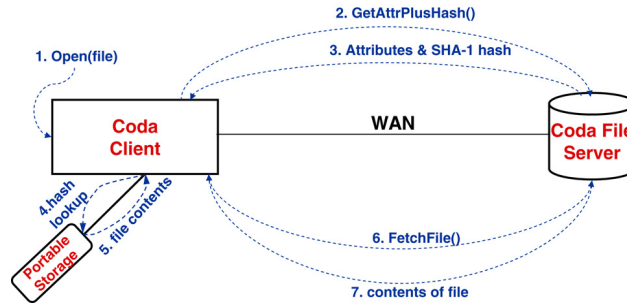 2. GetAttrPlusHash()
1. Open(file)
3. Attributes & SHA-1 hash
Coda
Client
WAN
Coda File
Server
4.hash
lookup
5. file contents
Portable
Storage
6. FetchFile()
7. contents of file